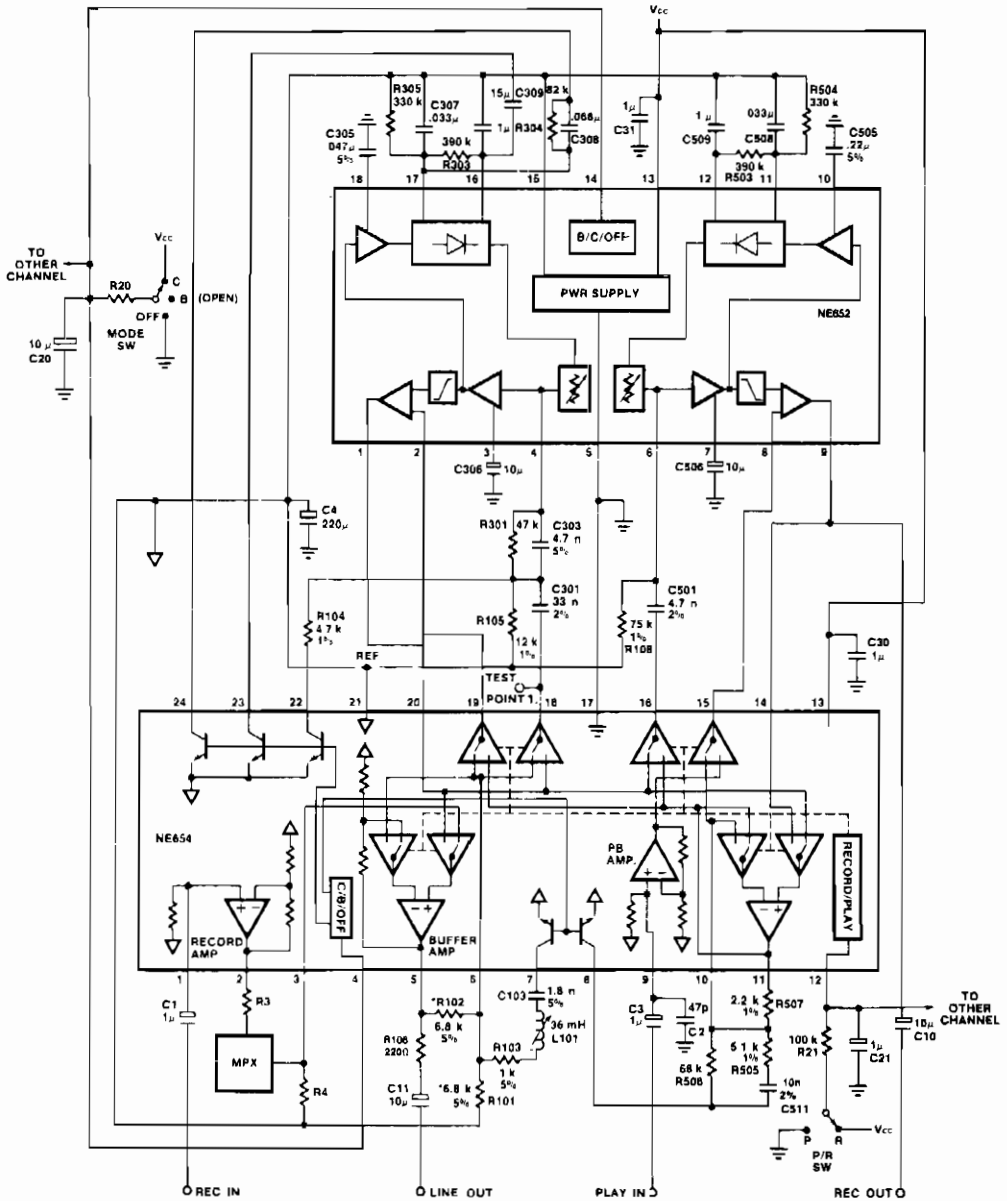 Vcc
R305
330 k
C307
.033µ
15µ
C309
82 k
.068µ
C308
R304
1µ
C31
1µ
C509
.033µ
C508
R504
330 k
C305
.047µ
5%
390 k
R303
1µ
390 k
R503
C505
.22µ
5%
18
17
16
15
14
13
12
11
10
B/C/OFF
PWR SUPPLY
NE652
TO
OTHER
CHANNEL
Vcc
R20
C
B
(OPEN)
OFF
MODE
SW
10 µ
C20
1
2
3
4
5
6
7
8
9
C306
10µ
C506
10µ
C4
220µ
R301
47 k
C303
4.7 n
5%
R104
4.7 k
1%
C301
33 n
2%
R105
12 k
1%
C501
4.7 n
2%
75 k
1%
R108
C30
1µ
REF
TEST
POINT 1.
24
23
22
21
20
19
18
17
16
15
14
13
NE654
RECORD
AMP
C/B/OFF
BUFFER
AMP
PB
AMP.
RECORD/PLAY
1
2
3
4
5
6
7
8
9
10
11
12
C1
1µ
R3
MPX
R4
*R102
6.8 k
5%
R106
220Ω
C11
10µ
R103
1 k
5%
*6.8 k
5%
R101
C103
1.8 n
5%
36 mH
L101
C3
1µ
47p
C2
2.2 k
1%
R507
5.1 k
1%
R505
68 k
R508
10n
2%
C511
100 k
R21
1µ
C21
TO
OTHER
CHANNEL
10µ
C10
P
R
Vcc
P/R
SW
REC IN
LINE OUT
PLAY IN
REC OUT